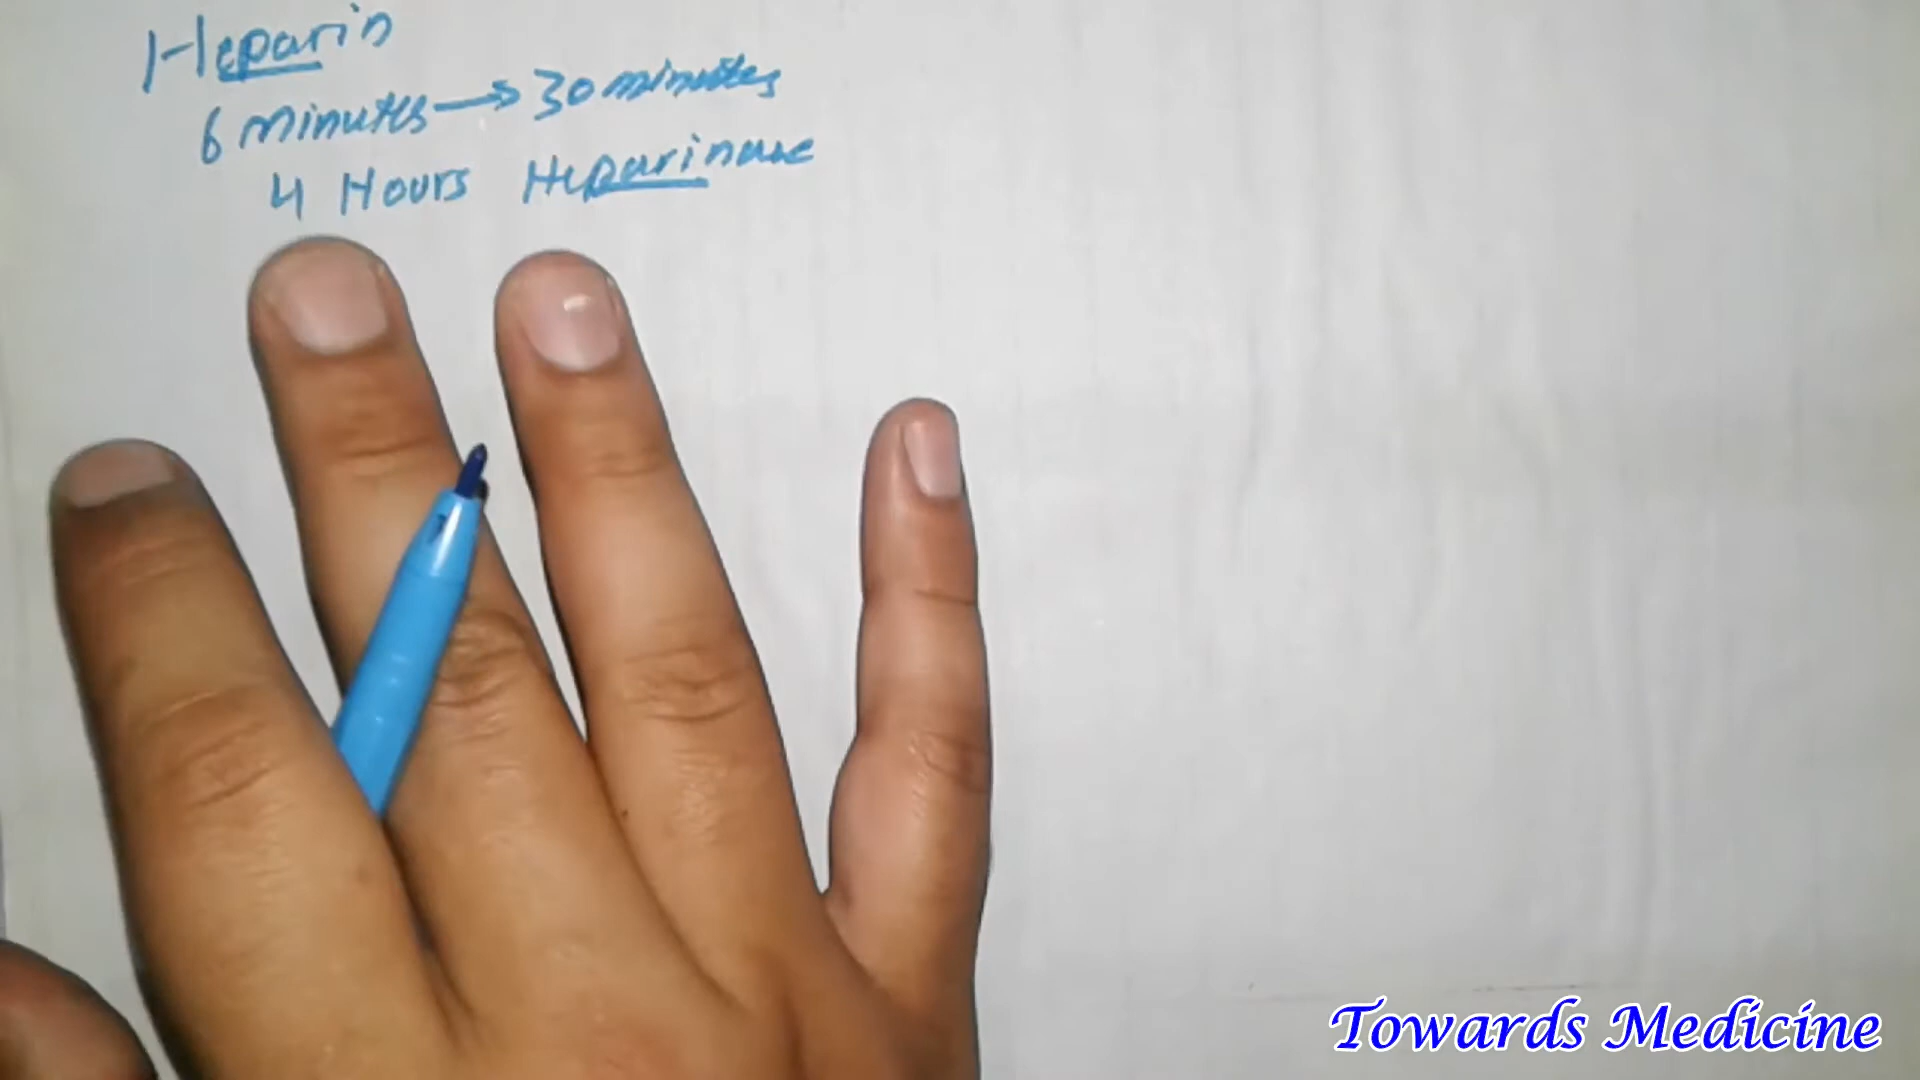 Heparin
6 minutes → 30 minutes
4 Hours Heparinase
Towards Medicine